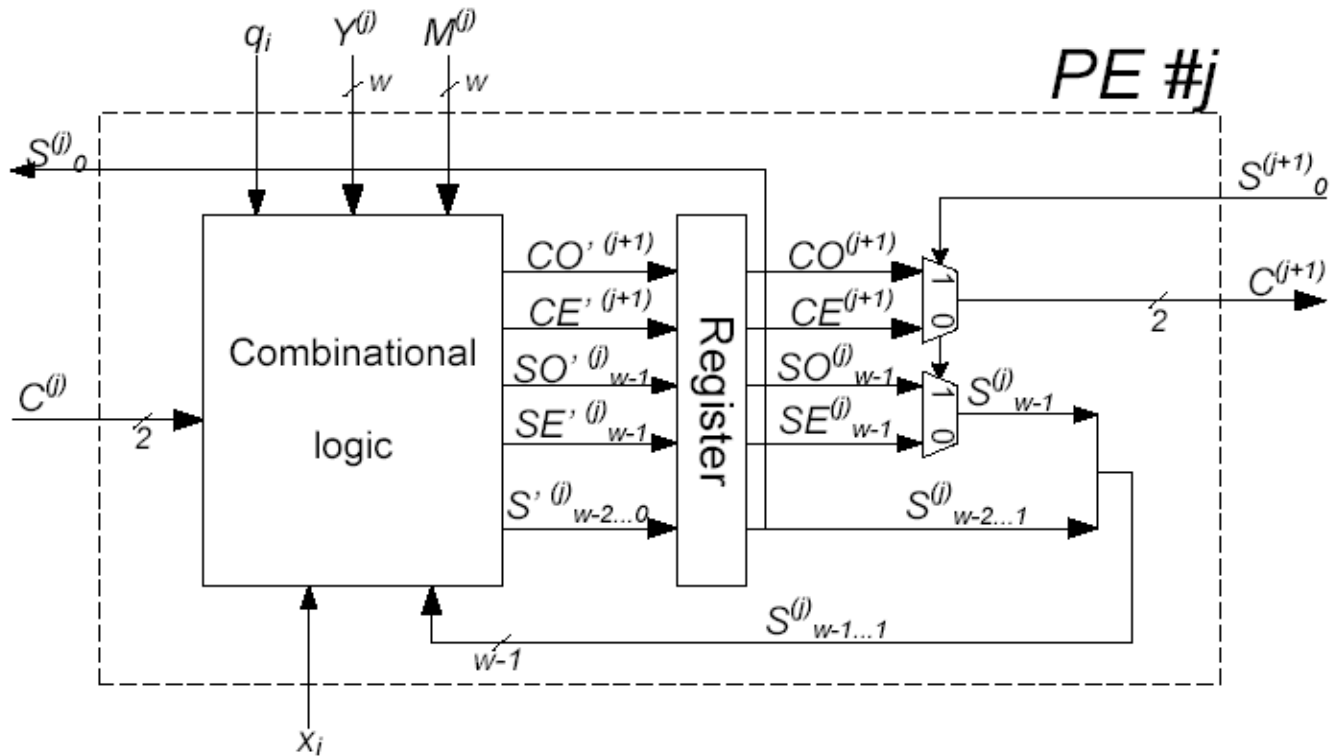 q_i Y^(j) M^(j)
w w
PE #j
S^(j)_0
S^(j+1)_0
CO' ^(j+1)
CO^(j+1)
1
C^(j+1)
CE' ^(j+1)
CE^(j+1)
0
2
Combinational
logic
Register
SO' ^(j)_w-1
SO^(j)_w-1
1
S^(j)_w-1
C^(j)
2
SE' ^(j)_w-1
SE^(j)_w-1
0
S' ^(j)_w-2...0
S^(j)_w-2...1
S^(j)_w-1...1
w-1
x_i